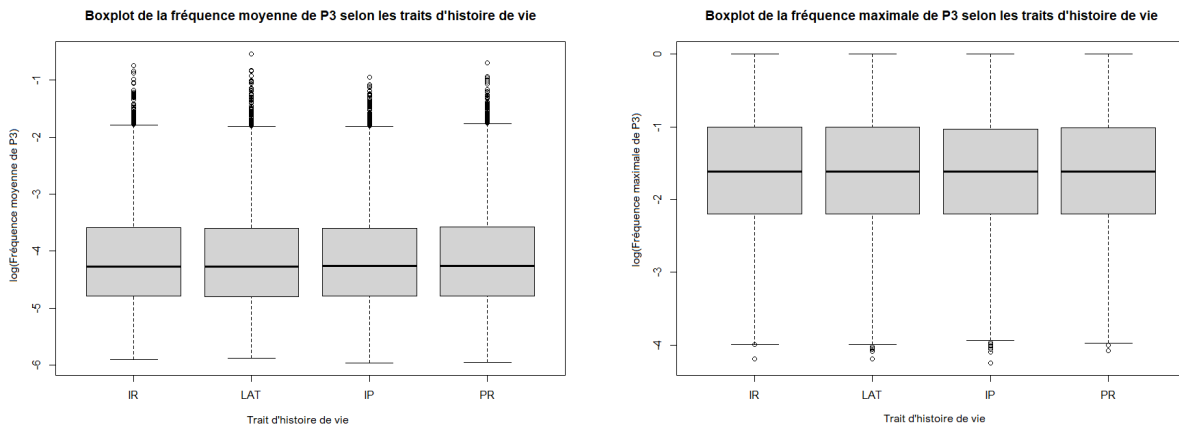 Boxplot de la fréquence moyenne de P3 selon les traits d'histoire de vie
log(Fréquence moyenne de P3)
-1
-2
-3
-4
-5
-6
IR LAT IP PR
Trait d'histoire de vie
Boxplot de la fréquence maximale de P3 selon les traits d'histoire de vie
log(Fréquence maximale de P3)
0
-1
-2
-3
-4
IR LAT IP PR
Trait d'histoire de vie